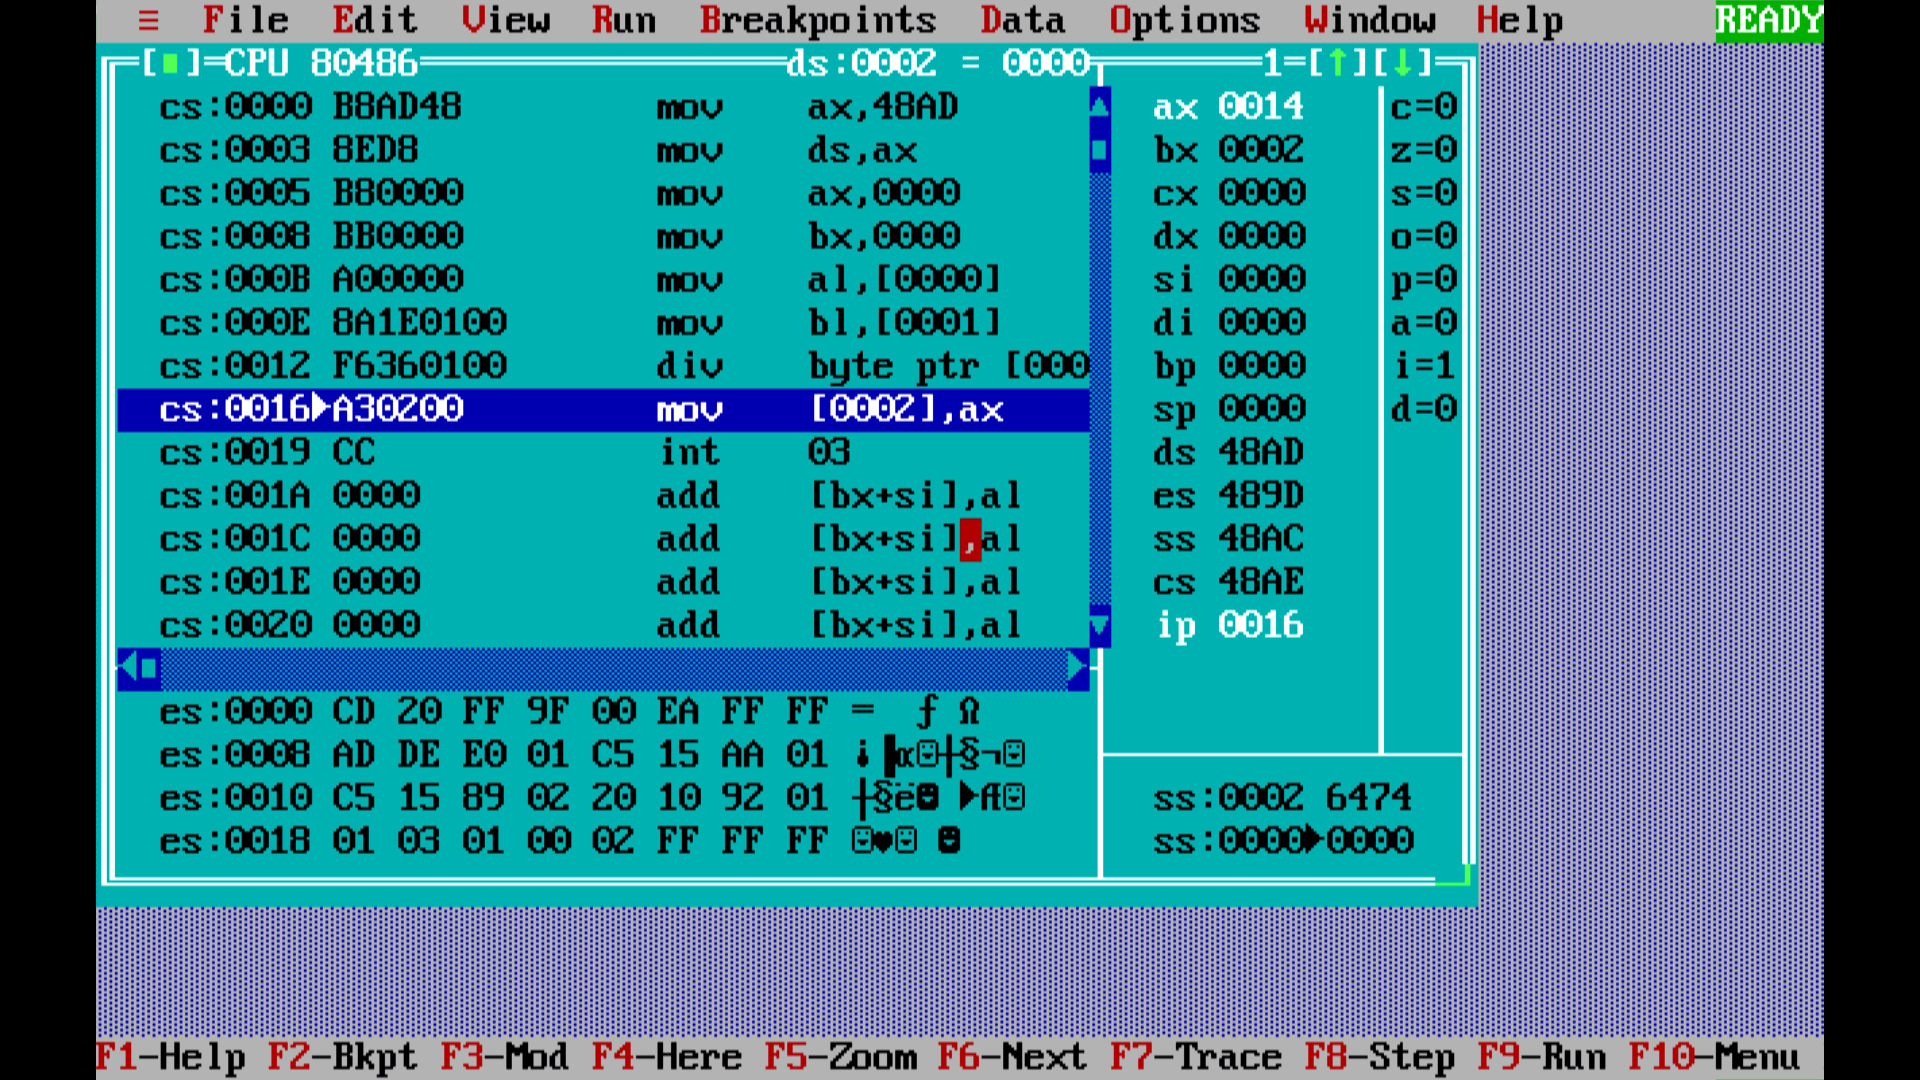 ≡ File Edit View Run Breakpoints Data Options Window Help READY
[■]=CPU 80486 ds:0002 = 0000 1=[↑][↓]
cs:0000 B8AD48 mov ax,48AD ax 0014 c=0
cs:0003 8ED8 mov ds,ax bx 0002 z=0
cs:0005 B80000 mov ax,0000 cx 0000 s=0
cs:0008 BB0000 mov bx,0000 dx 0000 o=0
cs:000B A00000 mov al,[0000] si 0000 p=0
cs:000E 8A1E0100 mov bl,[0001] di 0000 a=0
cs:0012 F6360100 div byte ptr [000 bp 0000 i=1
cs:0016►A30200 mov [0002],ax sp 0000 d=0
cs:0019 CC int 03 ds 48AD
cs:001A 0000 add [bx+si],al es 489D
cs:001C 0000 add [bx+si],al ss 48AC
cs:001E 0000 add [bx+si],al cs 48AE
cs:0020 0000 add [bx+si],al ip 0016
es:0000 CD 20 FF 9F 00 EA FF FF = ƒ Ω
es:0008 AD DE E0 01 C5 15 AA 01 ¡▐α☺┼§¬☺
es:0010 C5 15 89 02 20 10 92 01 ┼§ë☻ ►Æ☺ ss:0002 6474
es:0018 01 03 01 00 02 FF FF FF ☺♥☺ ☻ ss:0000►0000
F1-Help F2-Bkpt F3-Mod F4-Here F5-Zoom F6-Next F7-Trace F8-Step F9-Run F10-Menu